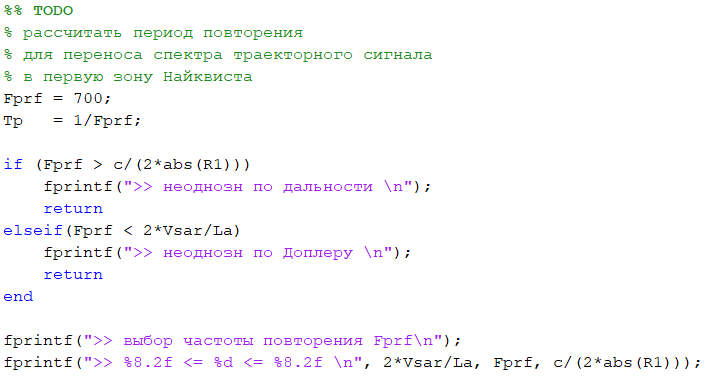 %% TODO
% рассчитать период повторения
% для переноса спектра траекторного сигнала
% в первую зону Найквиста
Fprf = 700;
Tp   = 1/Fprf;
if (Fprf > c/(2*abs(R1)))
    fprintf(">> неоднозн по дальности \n");
    return
elseif(Fprf < 2*Vsar/La)
    fprintf(">> неоднозн по Доплеру \n");
    return
end
fprintf(">> выбор частоты повторения Fprf\n");
fprintf(">> %8.2f <= %d <= %8.2f \n", 2*Vsar/La, Fprf, c/(2*abs(R1)));